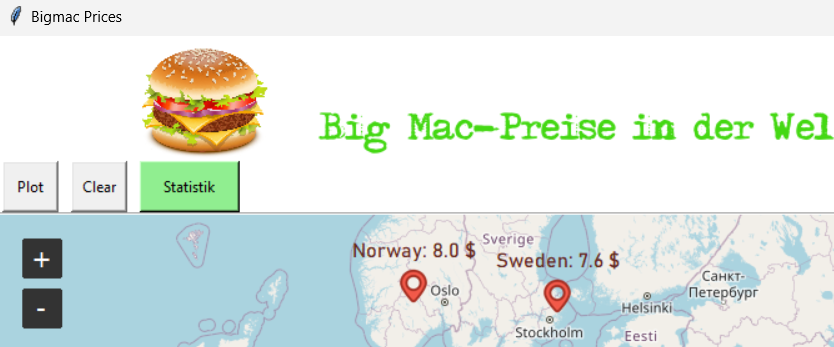 Bigmac Prices
Big Mac-Preise in der Wel
Plot Clear Statistik
+
-
Norway: 8.0 $
Sverige
Sweden: 7.6 $
Oslo
Stockholm
Helsinki
Eesti
Санкт-
Петербург